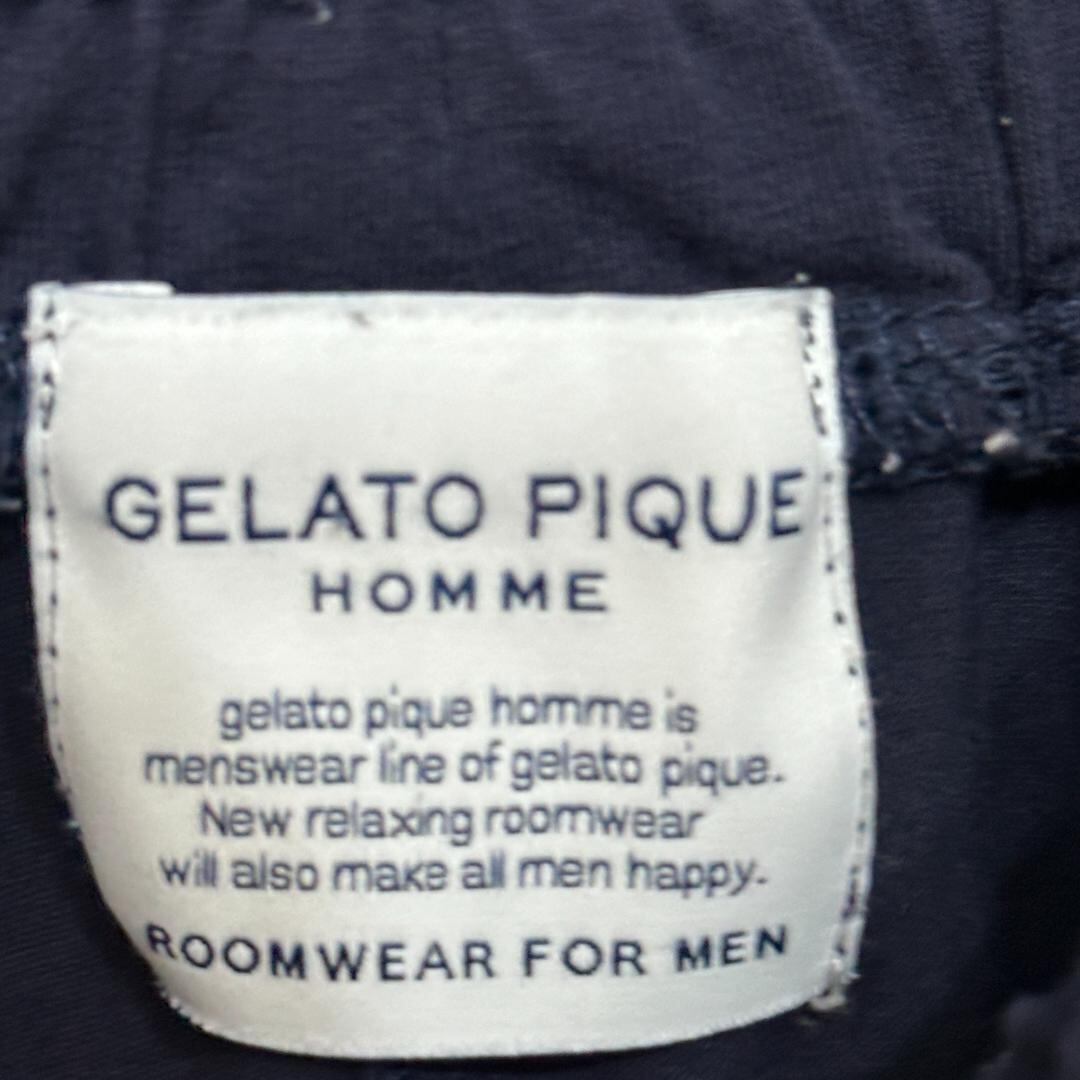 GELATO PIQUE
HOMME
gelato pique homme is
menswear line of gelato pique.
New relaxing roomwear
will also make all men happy.
ROOMWEAR FOR MEN